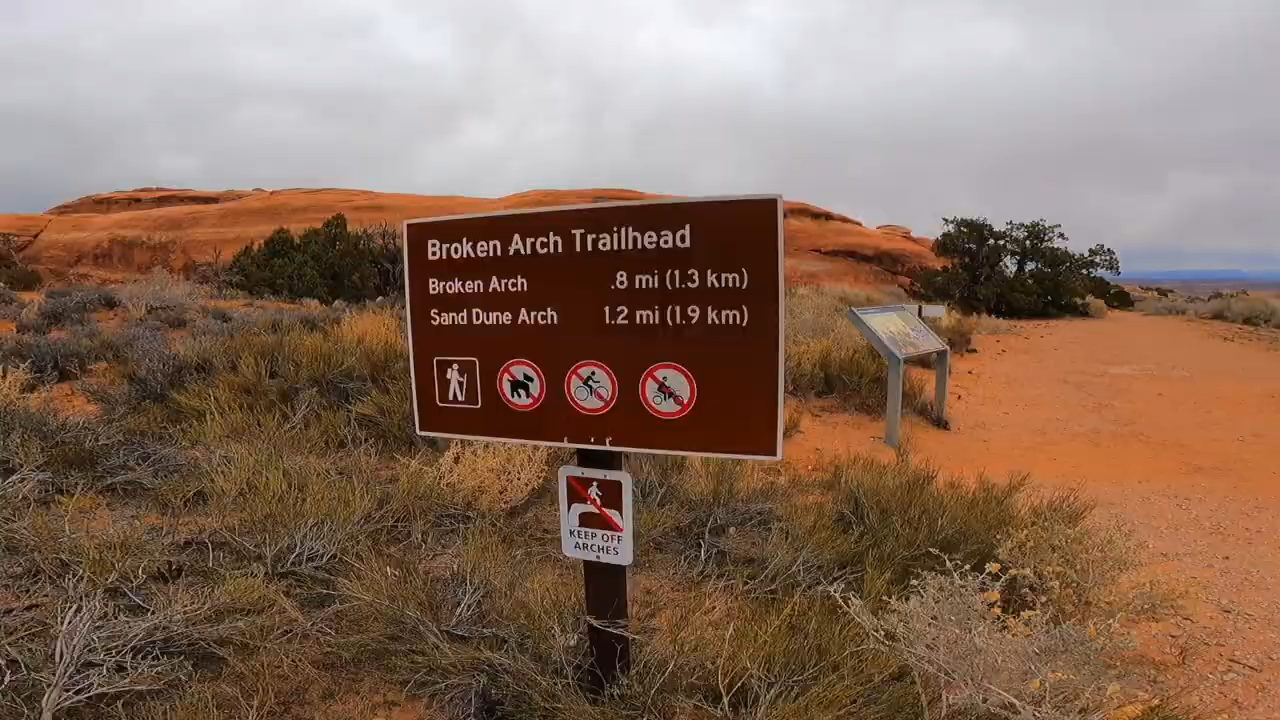 Broken Arch Trailhead
Broken Arch .8 mi (1.3 km)
Sand Dune Arch 1.2 mi (1.9 km)
KEEP OFF
ARCHES